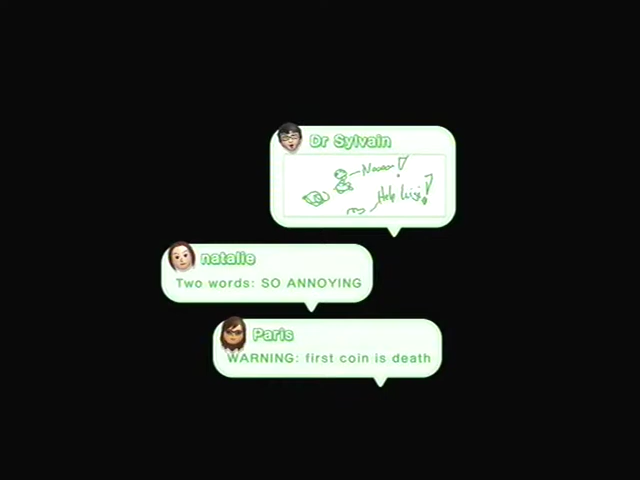 Dr Sylvain
Nooo!
Help Luigi!
natalie
Two words: SO ANNOYING
Paris
WARNING: first coin is death